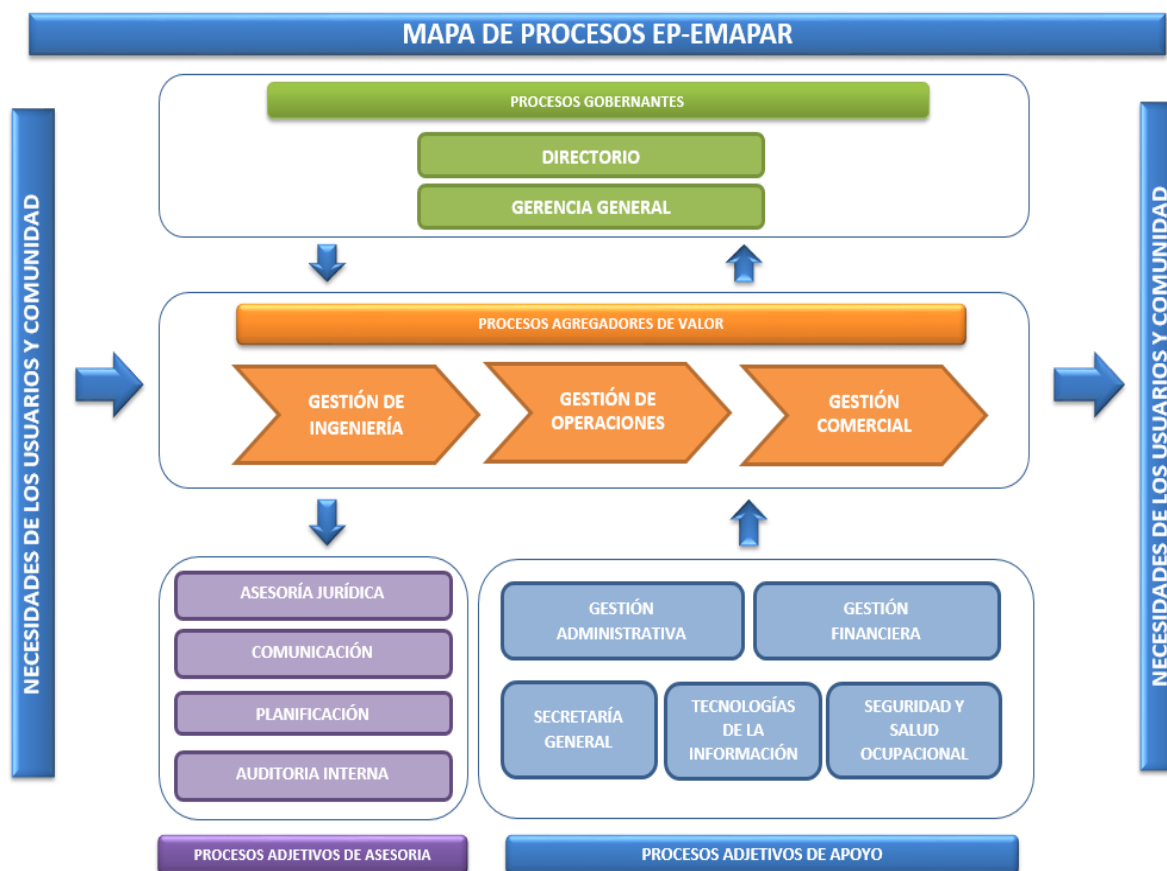 MAPA DE PROCESOS EP-EMAPAR
NECESIDADES DE LOS USUARIOS Y COMUNIDAD
PROCESOS GOBERNANTES
DIRECTORIO
GERENCIA GENERAL
PROCESOS AGREGADORES DE VALOR
GESTIÓN DE
INGENIERÍA
GESTIÓN DE
OPERACIONES
GESTIÓN
COMERCIAL
ASESORÍA JURÍDICA
COMUNICACIÓN
PLANIFICACIÓN
AUDITORIA INTERNA
PROCESOS ADJETIVOS DE ASESORIA
GESTIÓN
ADMINISTRATIVA
GESTIÓN
FINANCIERA
SECRETARÍA
GENERAL
TECNOLOGÍAS
DE LA
INFORMACIÓN
SEGURIDAD Y
SALUD
OCUPACIONAL
PROCESOS ADJETIVOS DE APOYO
NECESIDADES DE LOS USUARIOS Y COMUNIDAD